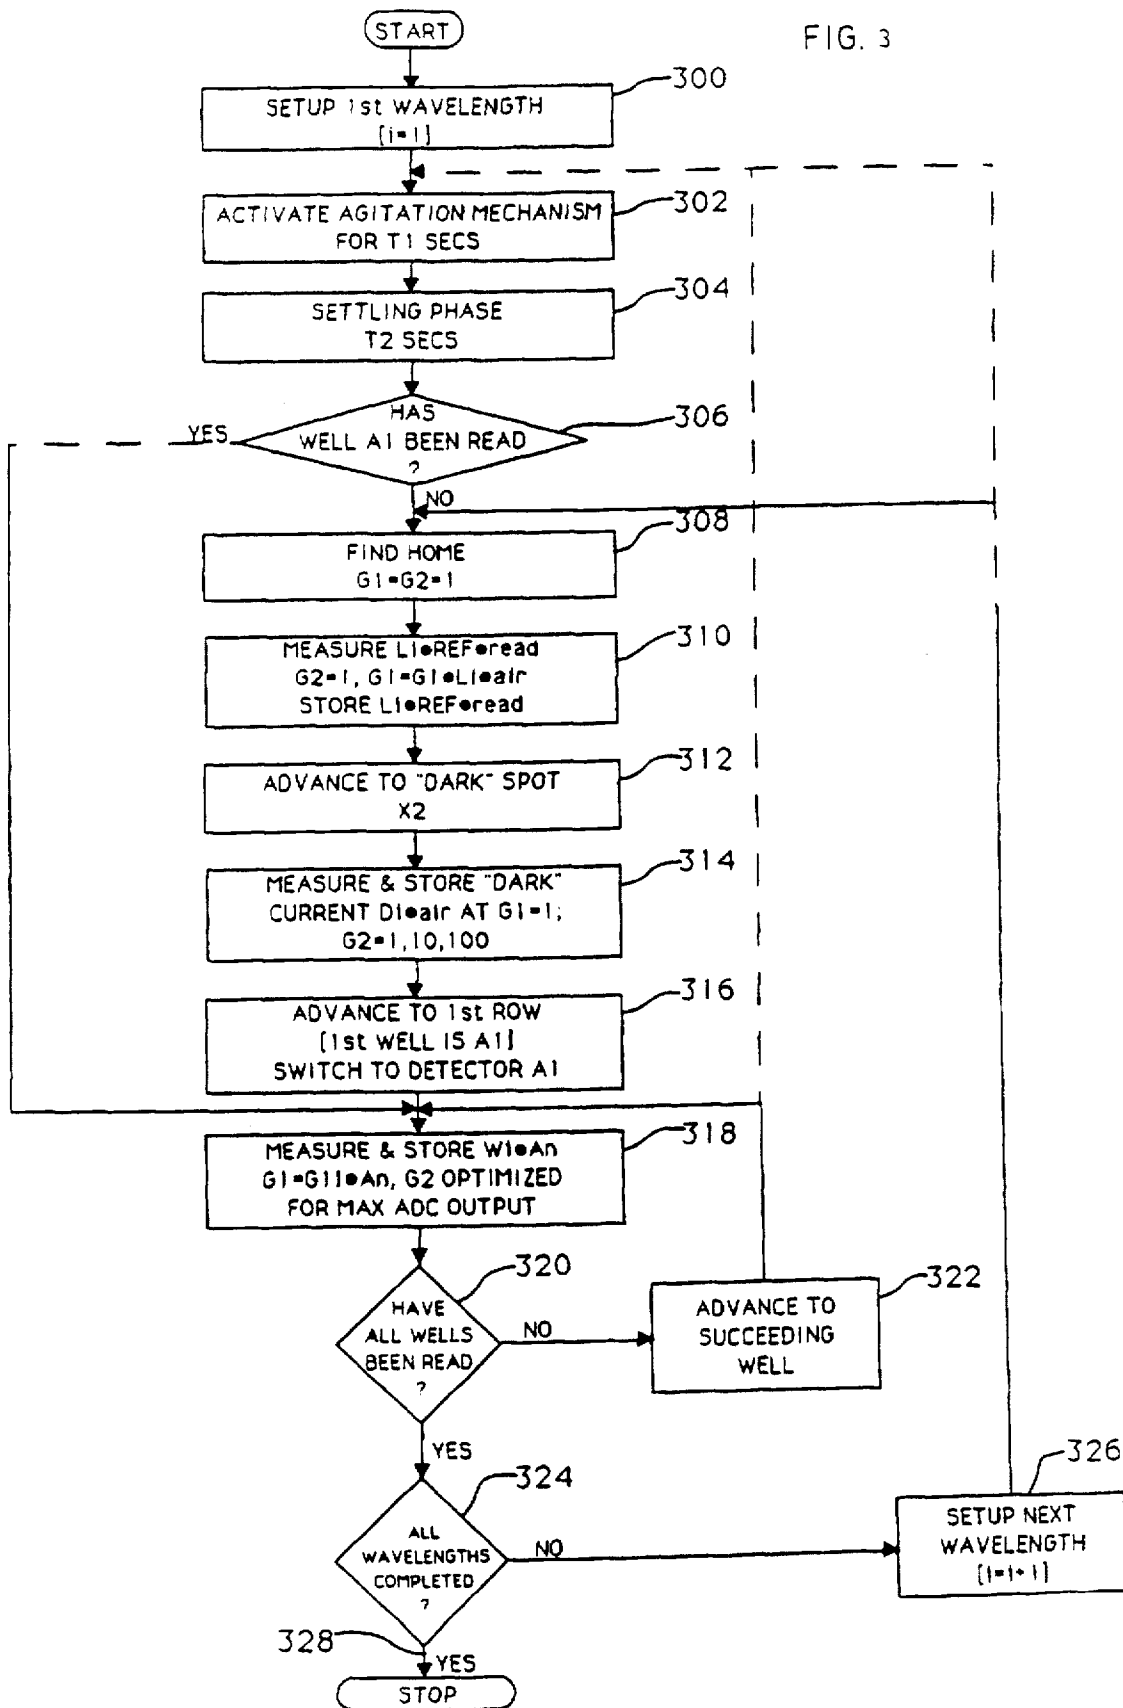 START
FIG. 3
300
SETUP 1st WAVELENGTH
[i=1]
302
ACTIVATE AGITATION MECHANISM
FOR T1 SECS
304
SETTLING PHASE
T2 SECS
306
HAS
WELL A1 BEEN READ
?
YES
NO
308
FIND HOME
G1=G2=1
310
MEASURE Li●REF●read
G2=1, G1=G1●Li●air
STORE Li●REF●read
312
ADVANCE TO "DARK" SPOT
X2
314
MEASURE & STORE "DARK"
CURRENT Di●air AT G1=1;
G2=1,10,100
316
ADVANCE TO 1st ROW
[1st WELL IS A1]
SWITCH TO DETECTOR A1
318
MEASURE & STORE Wi●An
G1=G1i●An, G2 OPTIMIZED
FOR MAX ADC OUTPUT
320
HAVE
ALL WELLS
BEEN READ
?
NO
322
ADVANCE TO
SUCCEEDING
WELL
YES
324
ALL
WAVELENGTHS
COMPLETED
?
NO
326
SETUP NEXT
WAVELENGTH
[i=i+1]
328
YES
STOP